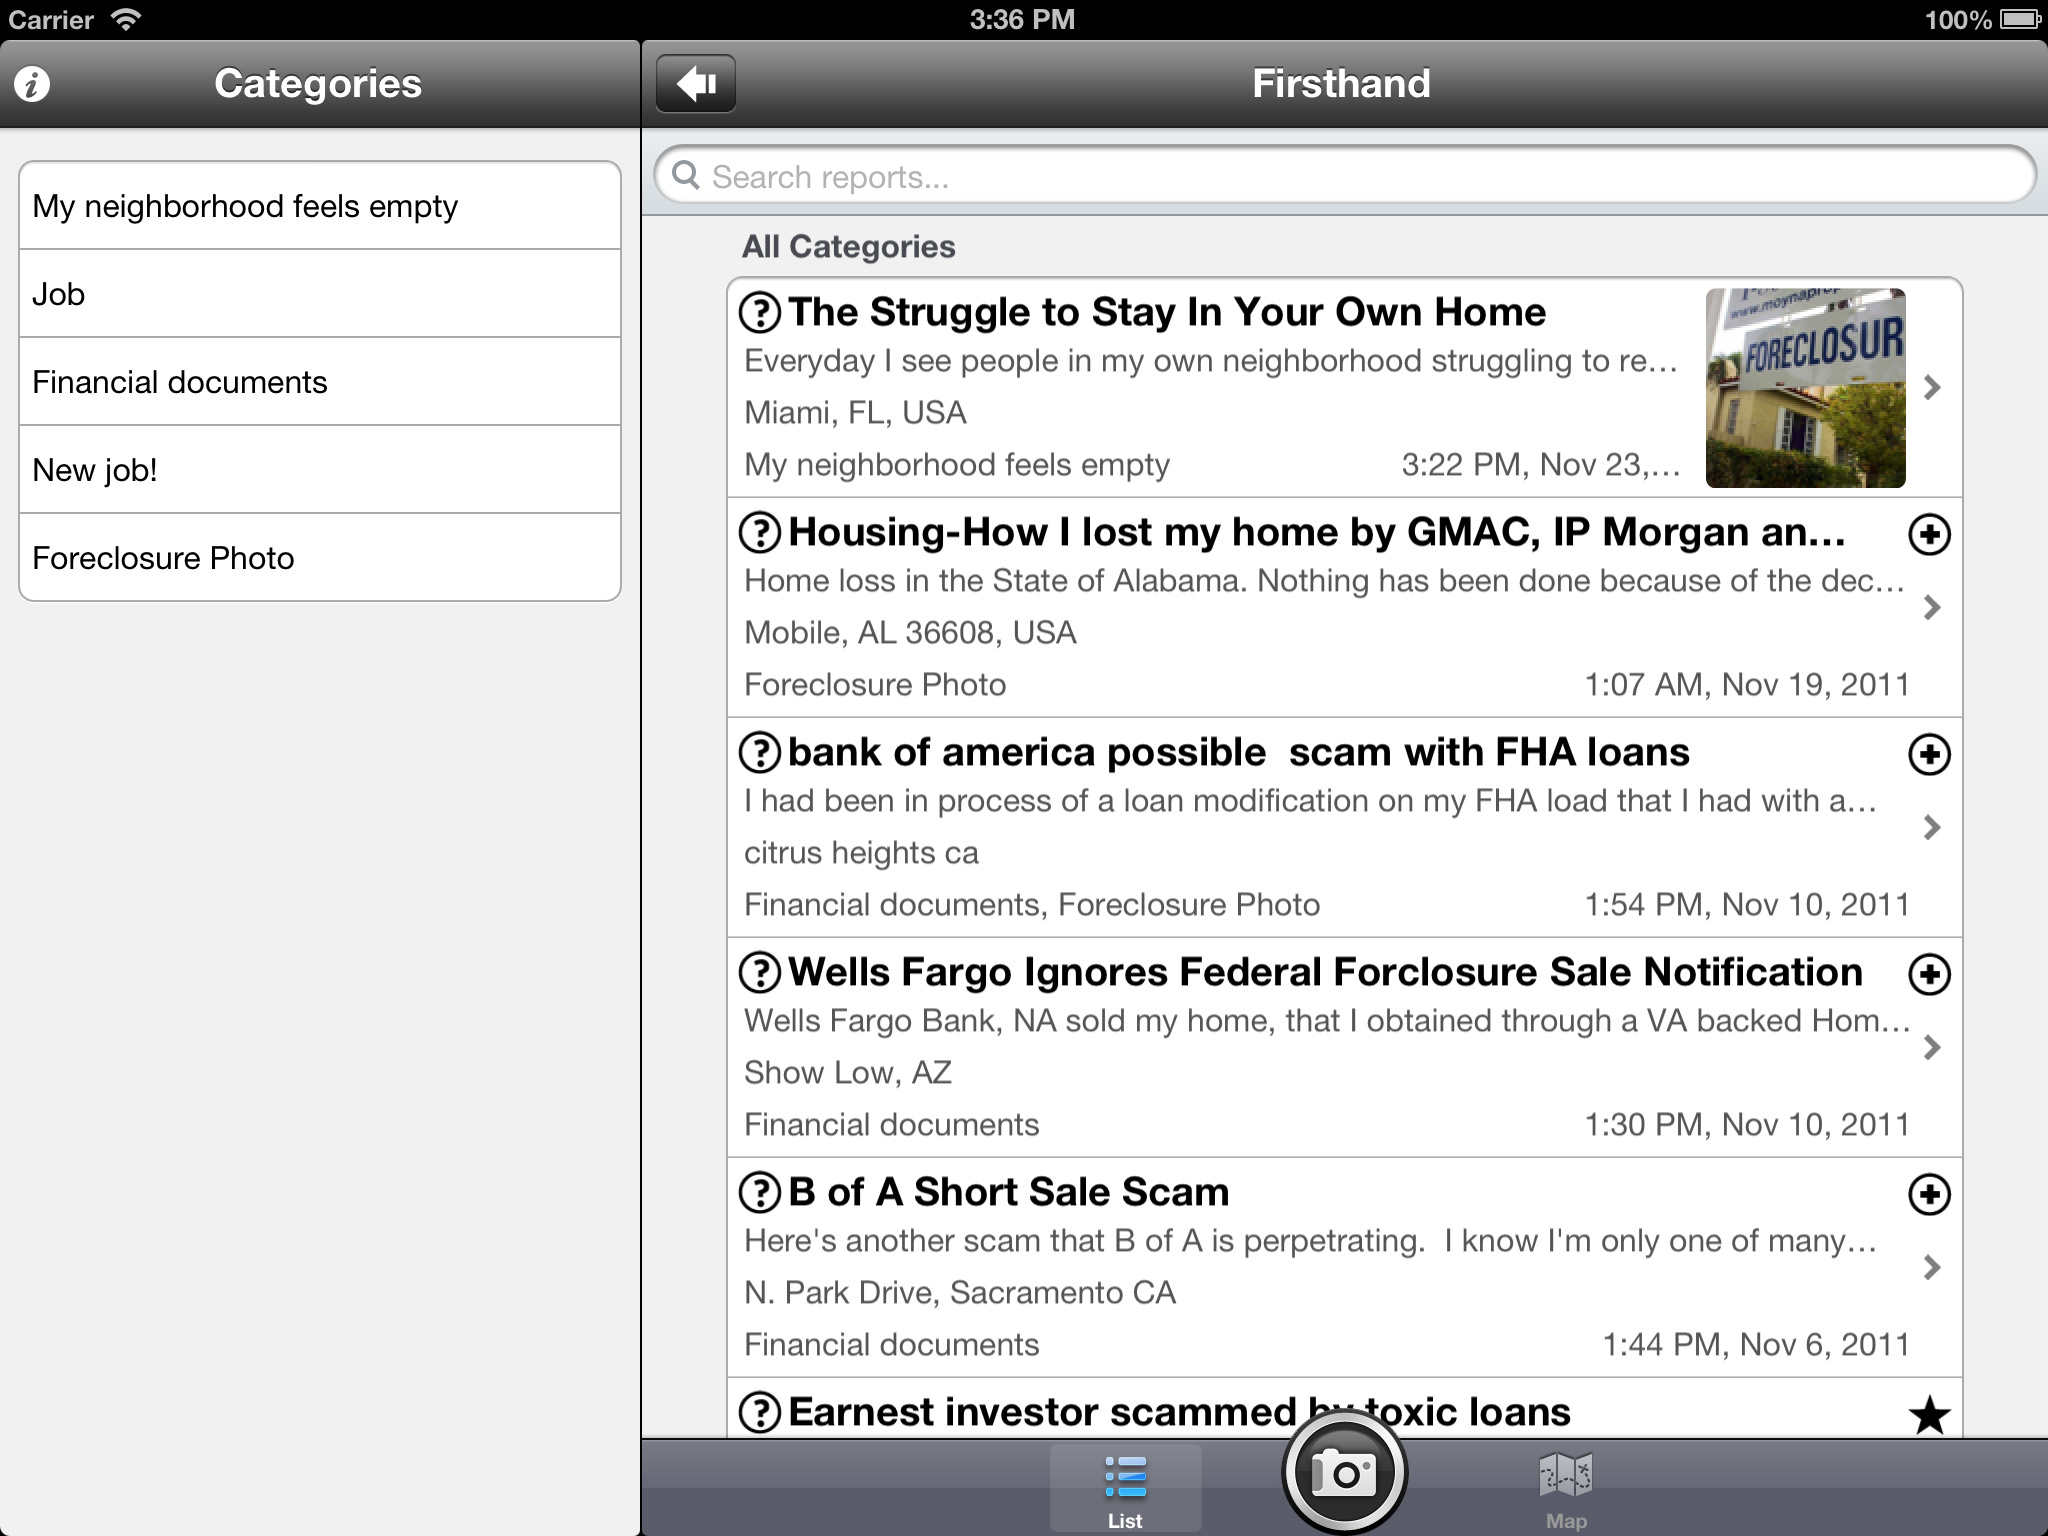 Carrier
3:36 PM
100%
Categories
My neighborhood feels empty
Job
Financial documents
New job!
Foreclosure Photo
Firsthand
Search reports...
All Categories
The Struggle to Stay In Your Own Home
Everyday I see people in my own neighborhood struggling to re...
Miami, FL, USA
My neighborhood feels empty 3:22 PM, Nov 23,...
FORECLOSUR
Housing-How I lost my home by GMAC, IP Morgan an...
Home loss in the State of Alabama. Nothing has been done because of the dec...
Mobile, AL 36608, USA
Foreclosure Photo 1:07 AM, Nov 19, 2011
bank of america possible  scam with FHA loans
I had been in process of a loan modification on my FHA load that I had with a...
citrus heights ca
Financial documents, Foreclosure Photo 1:54 PM, Nov 10, 2011
Wells Fargo Ignores Federal Forclosure Sale Notification
Wells Fargo Bank, NA sold my home, that I obtained through a VA backed Hom...
Show Low, AZ
Financial documents 1:30 PM, Nov 10, 2011
B of A Short Sale Scam
Here's another scam that B of A is perpetrating.  I know I'm only one of many...
N. Park Drive, Sacramento CA
Financial documents 1:44 PM, Nov 6, 2011
Earnest investor scammed by toxic loans
List
Map